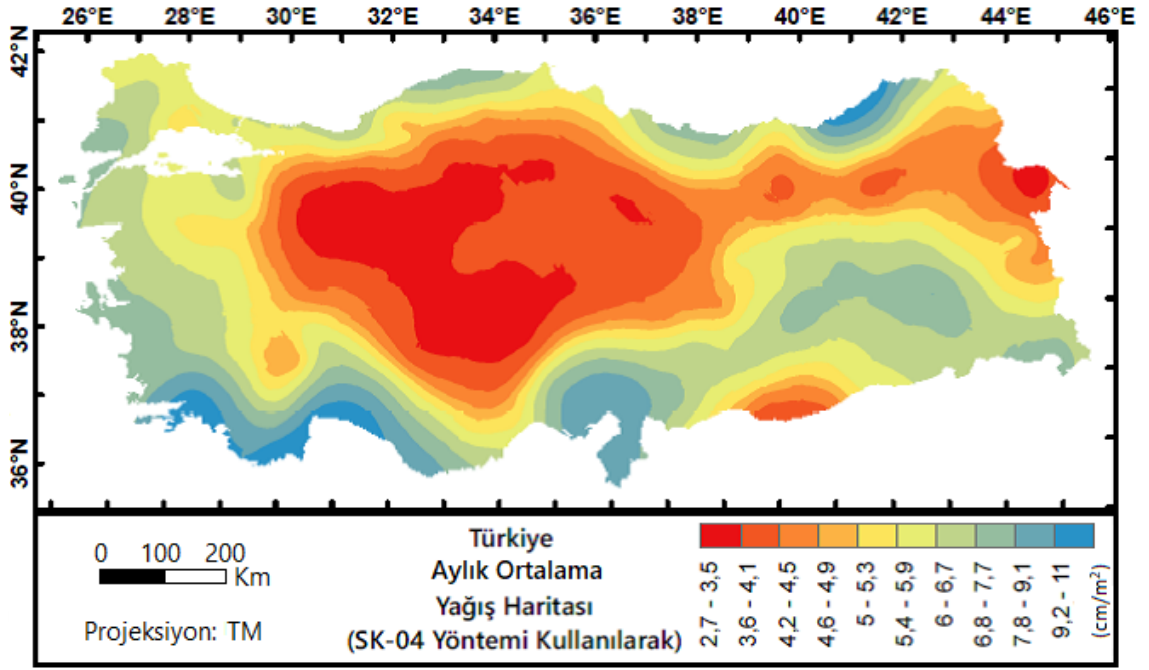 26°E 28°E 30°E 32°E 34°E 36°E 38°E 40°E 42°E 44°E 46°E
42°N
40°N
38°N
36°N
0 100 200
Km
Projeksiyon: TM
Türkiye
Aylık Ortalama
Yağış Haritası
(SK-04 Yöntemi Kullanılarak)
2,7 - 3,5
3,6 - 4,1
4,2 - 4,5
4,6 - 4,9
5 - 5,3
5,4 - 5,9
6 - 6,7
6,8 - 7,7
7,8 - 9,1
9,2 - 11
(cm/m²)